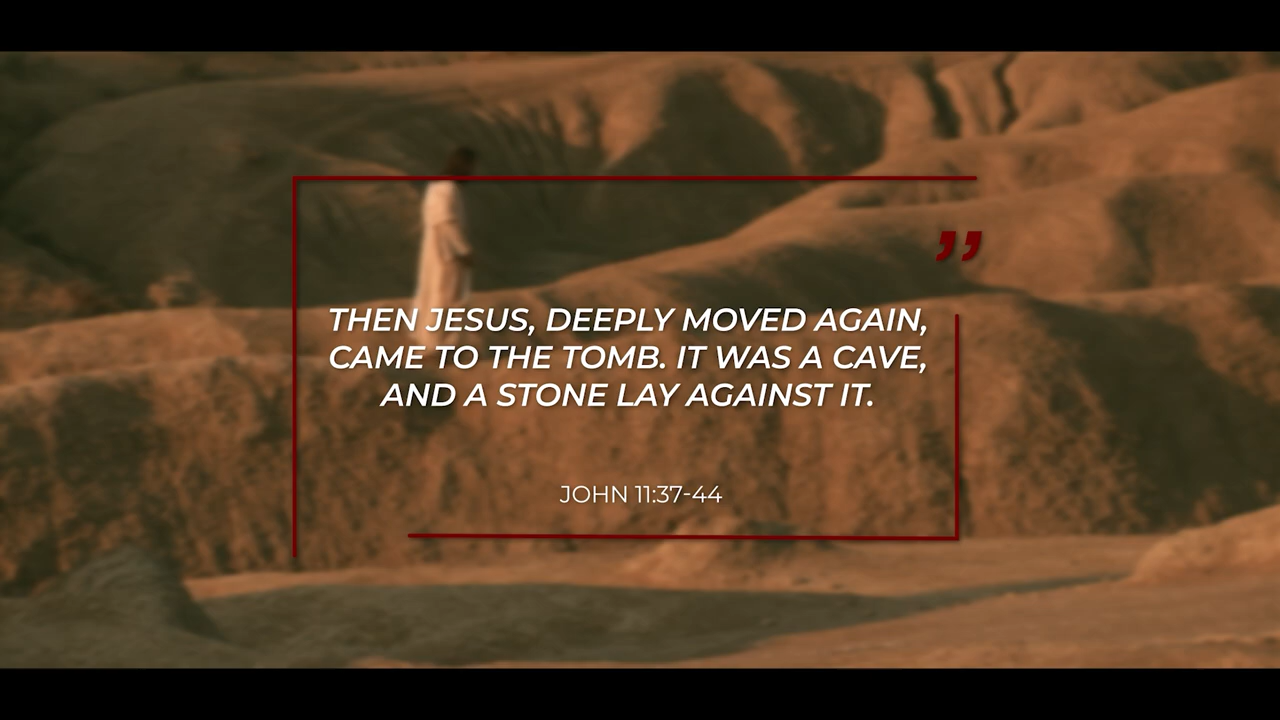 ”
THEN JESUS, DEEPLY MOVED AGAIN,
CAME TO THE TOMB. IT WAS A CAVE,
AND A STONE LAY AGAINST IT.
JOHN 11:37-44